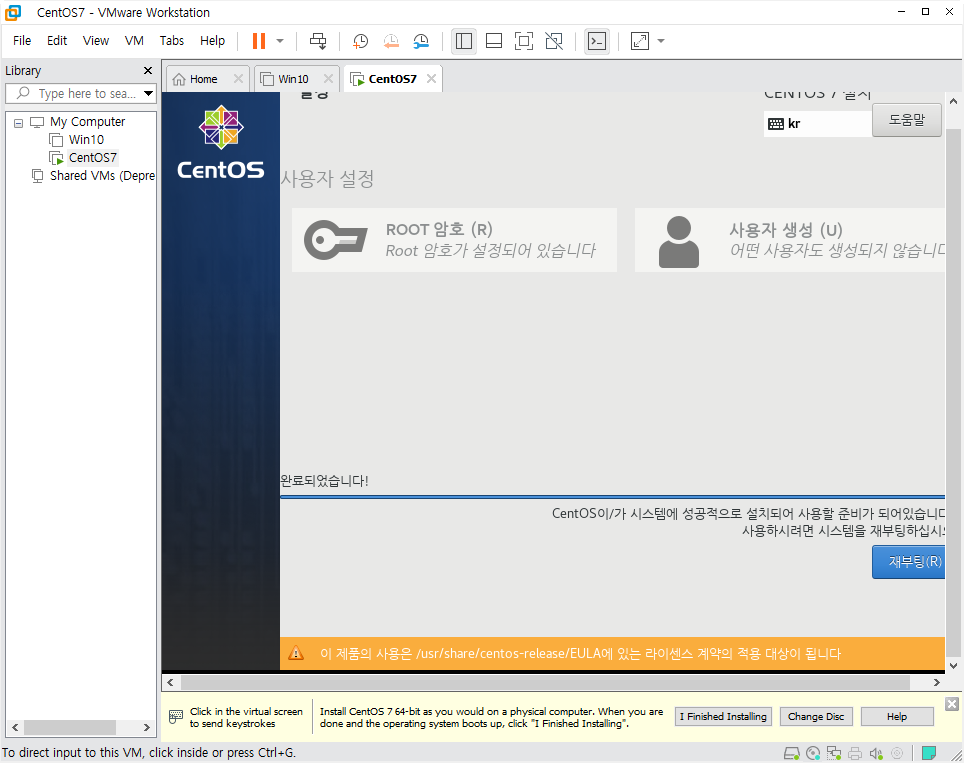 CentOS7 - VMware Workstation
File Edit View VM Tabs Help
Library
Type here to sea...
My Computer
Win10
CentOS7
Shared VMs (Depre
Home
Win10
CentOS7
CentOS
설정
CENTOS 7 설치
kr
도움말
사용자 설정
ROOT 암호 (R)
Root 암호가 설정되어 있습니다
사용자 생성 (U)
어떤 사용자도 생성되지 않습니다
완료되었습니다!
CentOS이/가 시스템에 성공적으로 설치되어 사용할 준비가 되어있습니다
사용하시려면 시스템을 재부팅하십시오
재부팅(R)
이 제품의 사용은 /usr/share/centos-release/EULA에 있는 라이센스 계약의 적용 대상이 됩니다
Click in the virtual screen
to send keystrokes
Install CentOS 7 64-bit as you would on a physical computer. When you are
done and the operating system boots up, click "I Finished Installing".
I Finished Installing
Change Disc
Help
To direct input to this VM, click inside or press Ctrl+G.